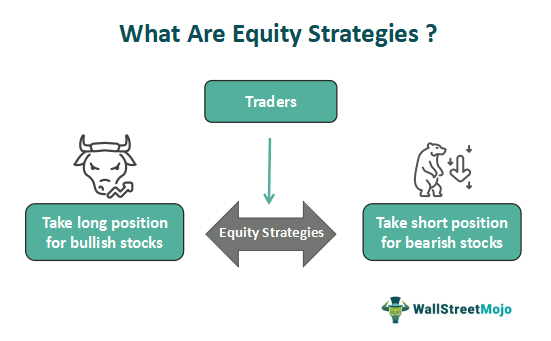 What Are Equity Strategies ?
Traders
Take long position
for bullish stocks
Equity Strategies
Take short position
for bearish stocks
WallStreetMojo